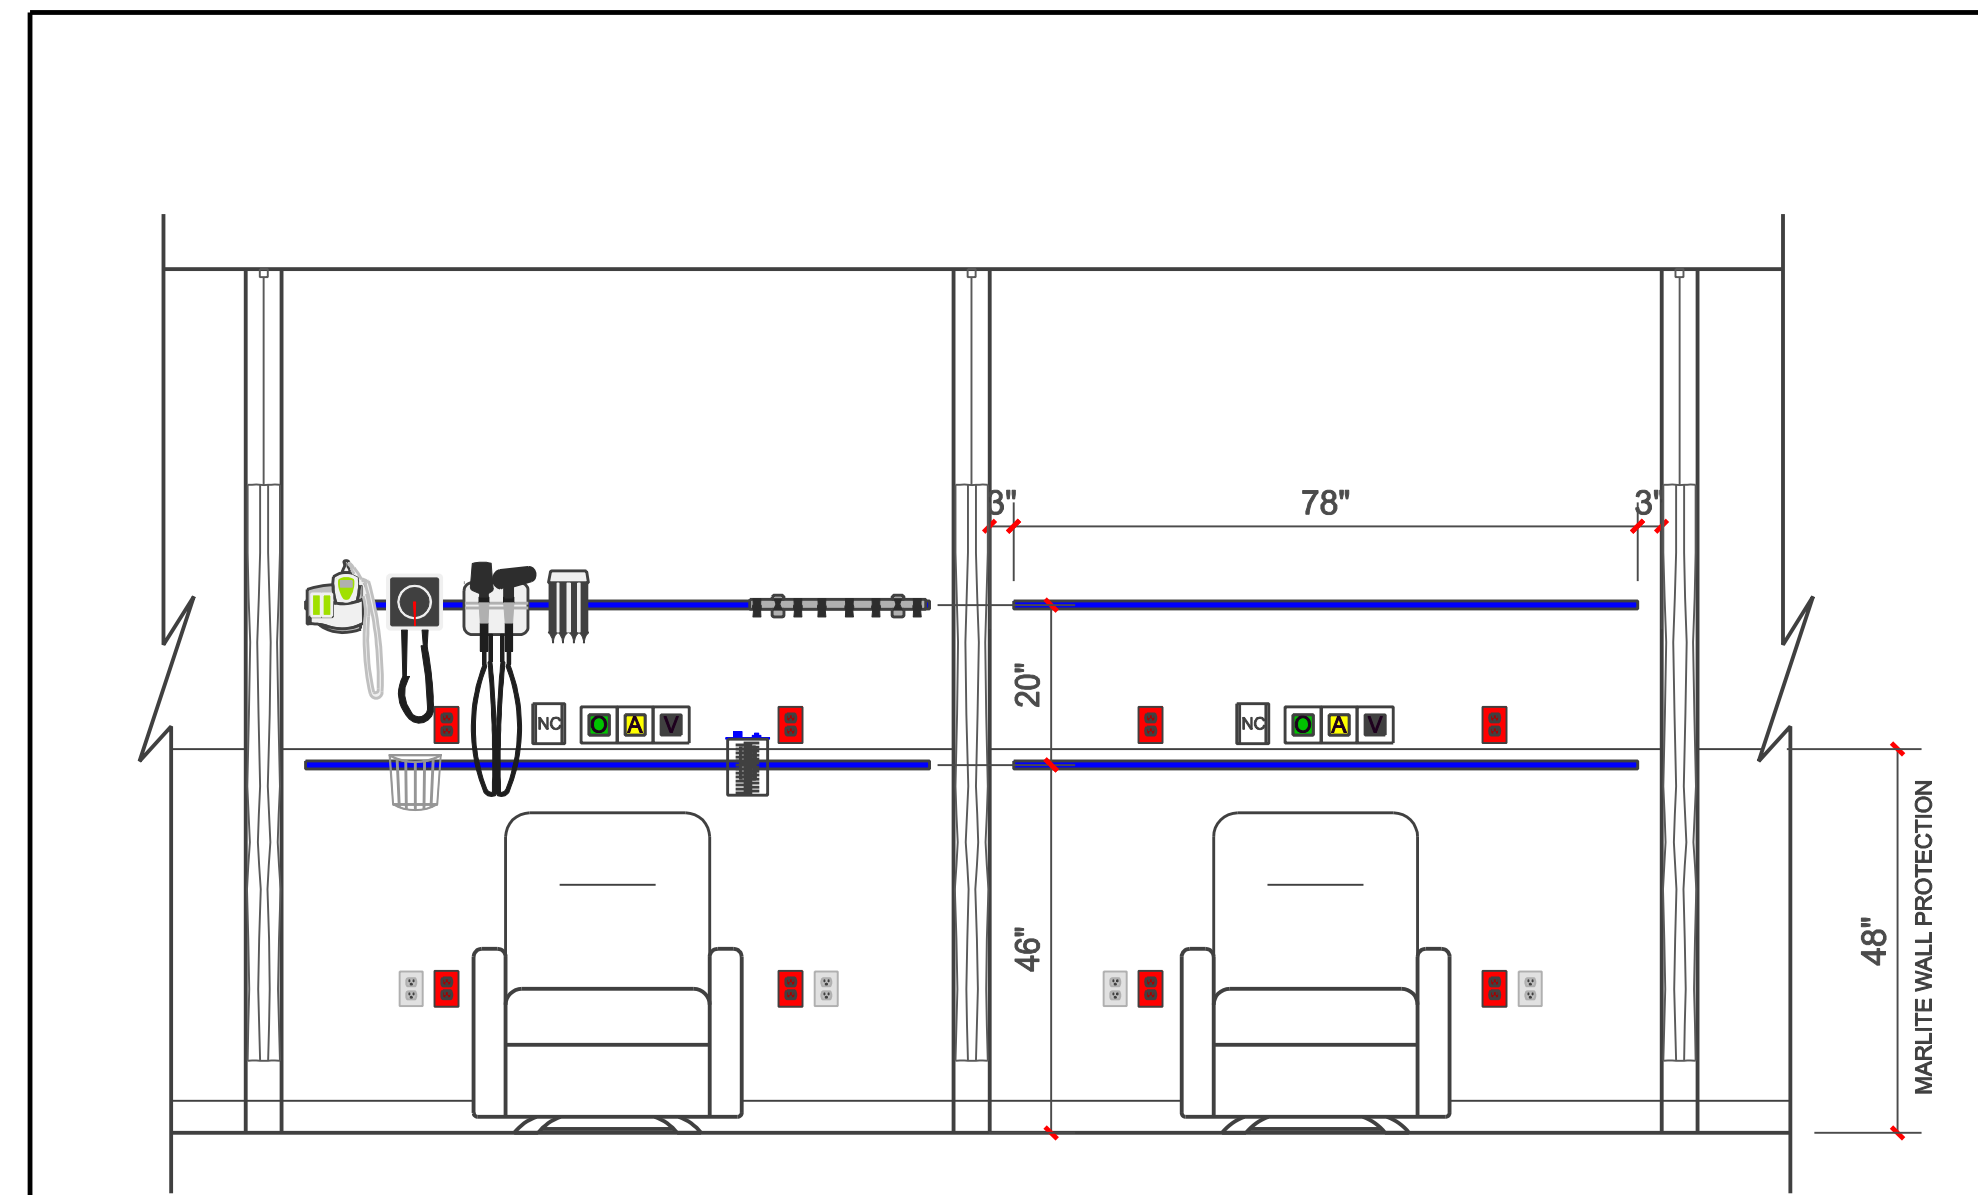 3"
78"
3"
20"
NC
O A V
NC
O A V
46"
48"
MARLITE WALL PROTECTION